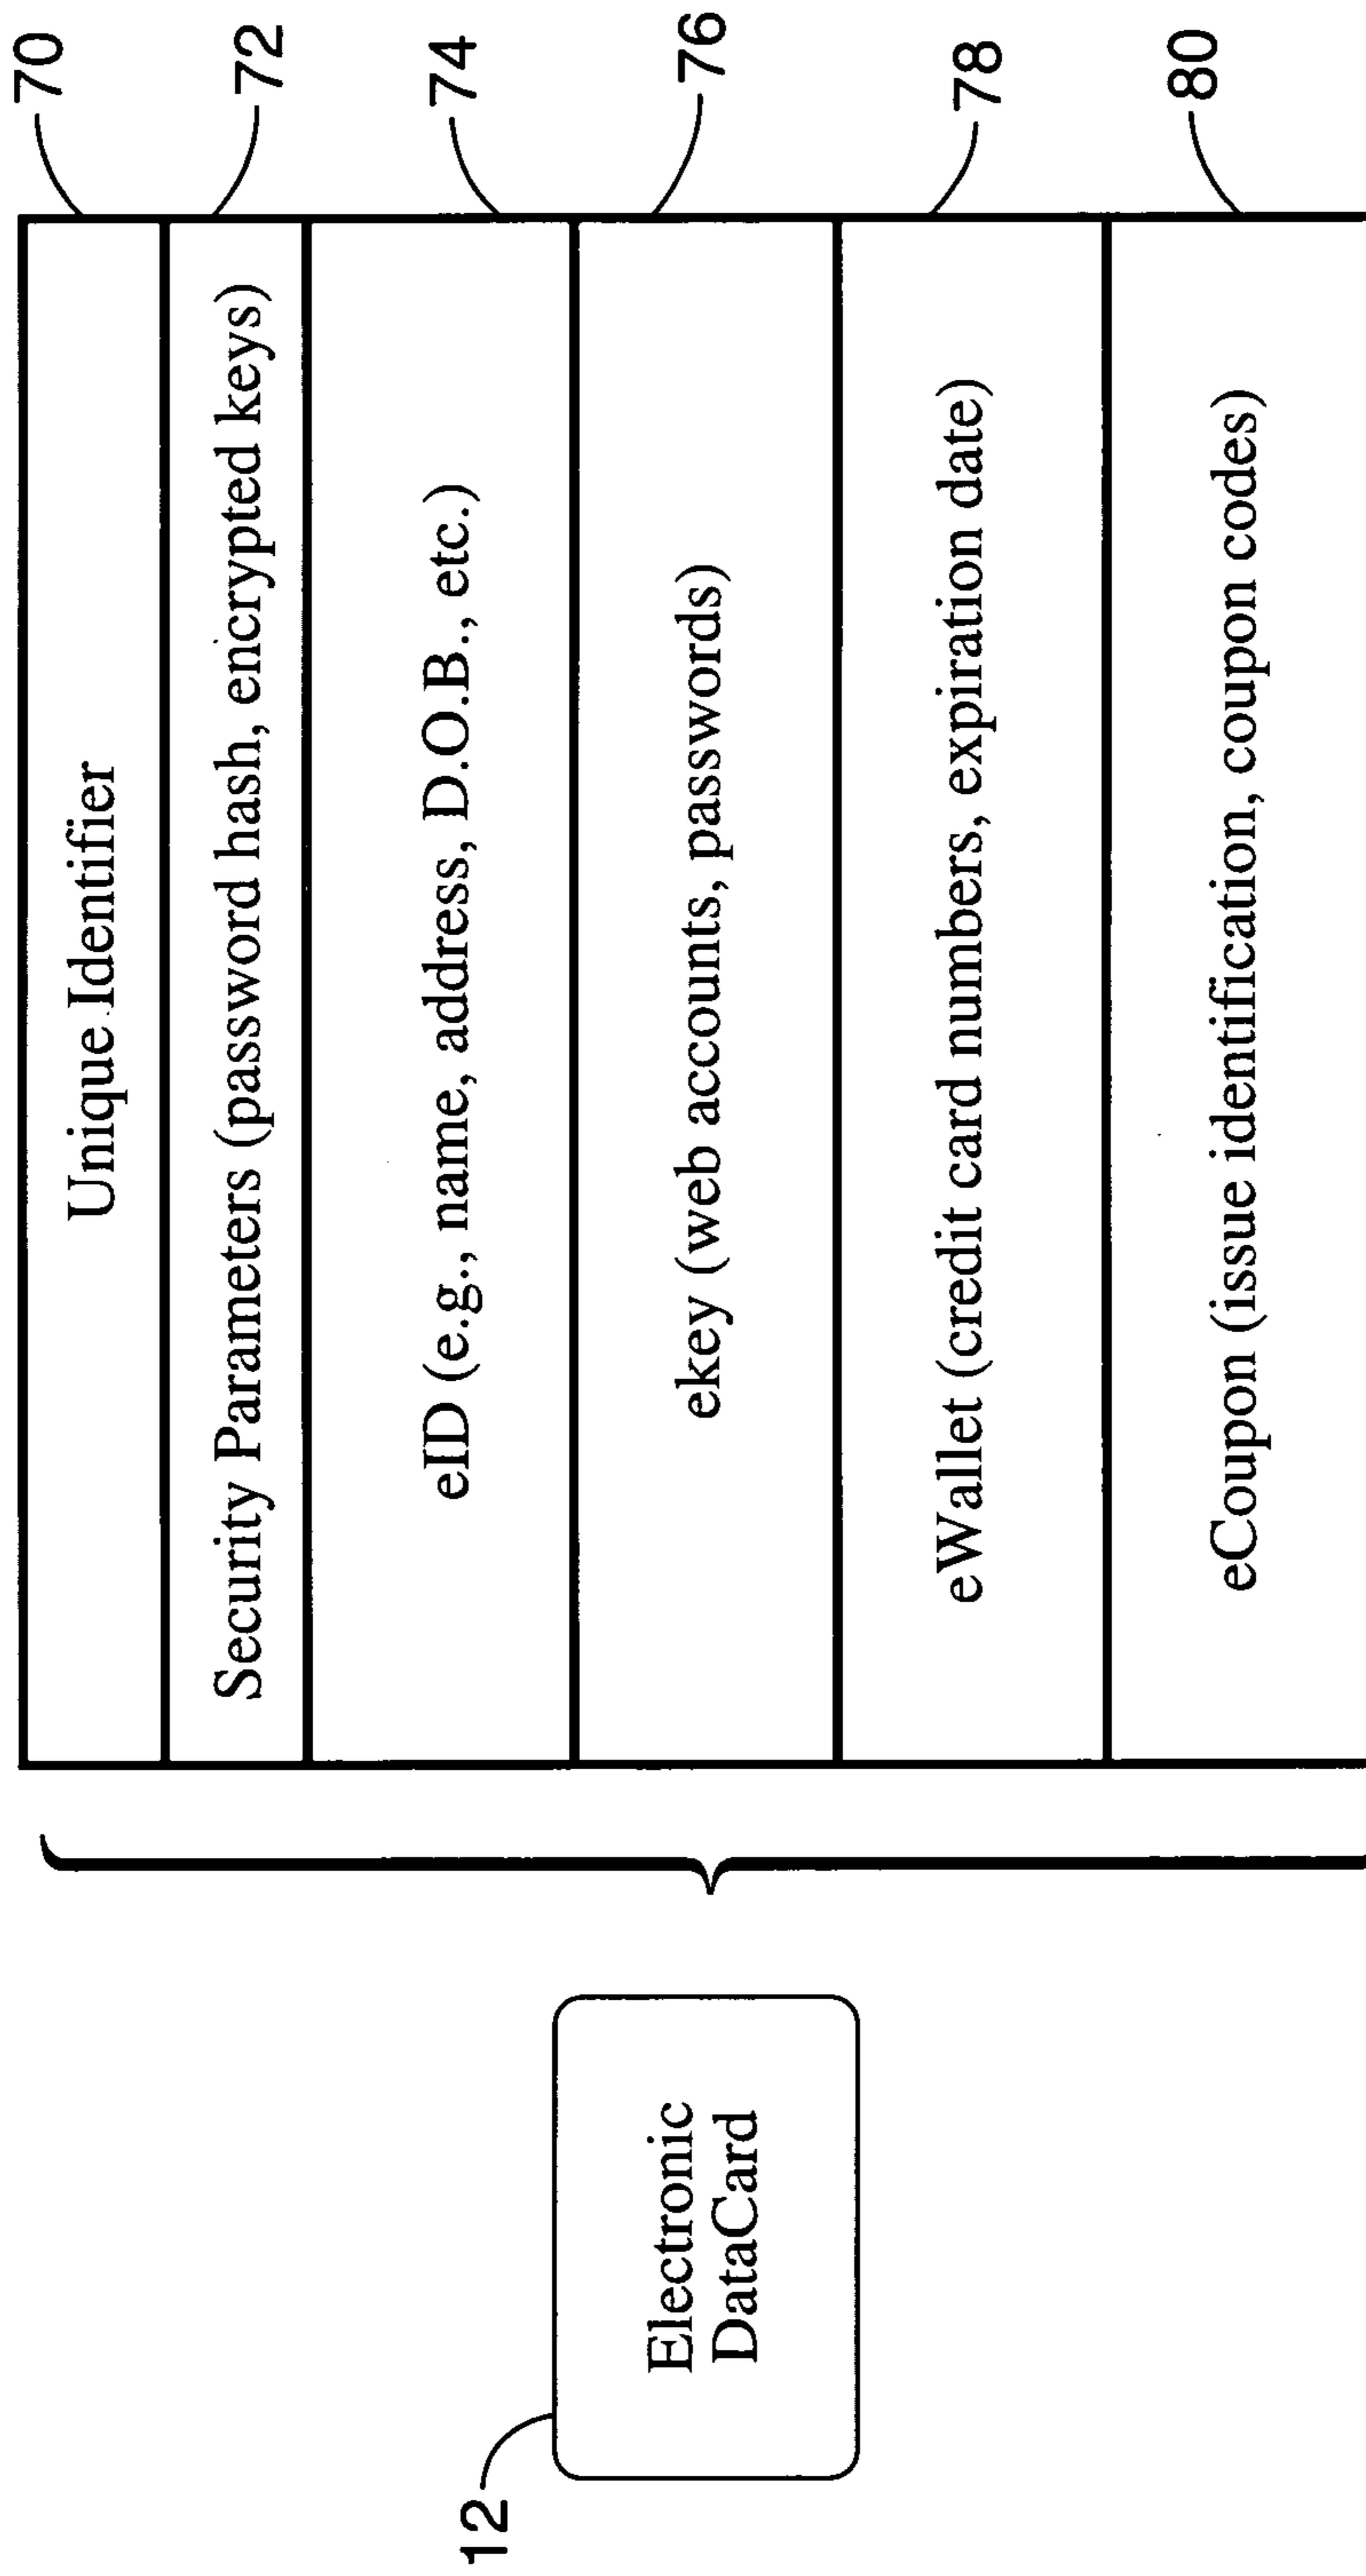 12
Electronic
DataCard
Unique Identifier
70
Security Parameters (password hash, encrypted keys)
72
eID (e.g., name, address, D.O.B., etc.)
74
ekey (web accounts, passwords)
76
eWallet (credit card numbers, expiration date)
78
eCoupon (issue identification, coupon codes)
80